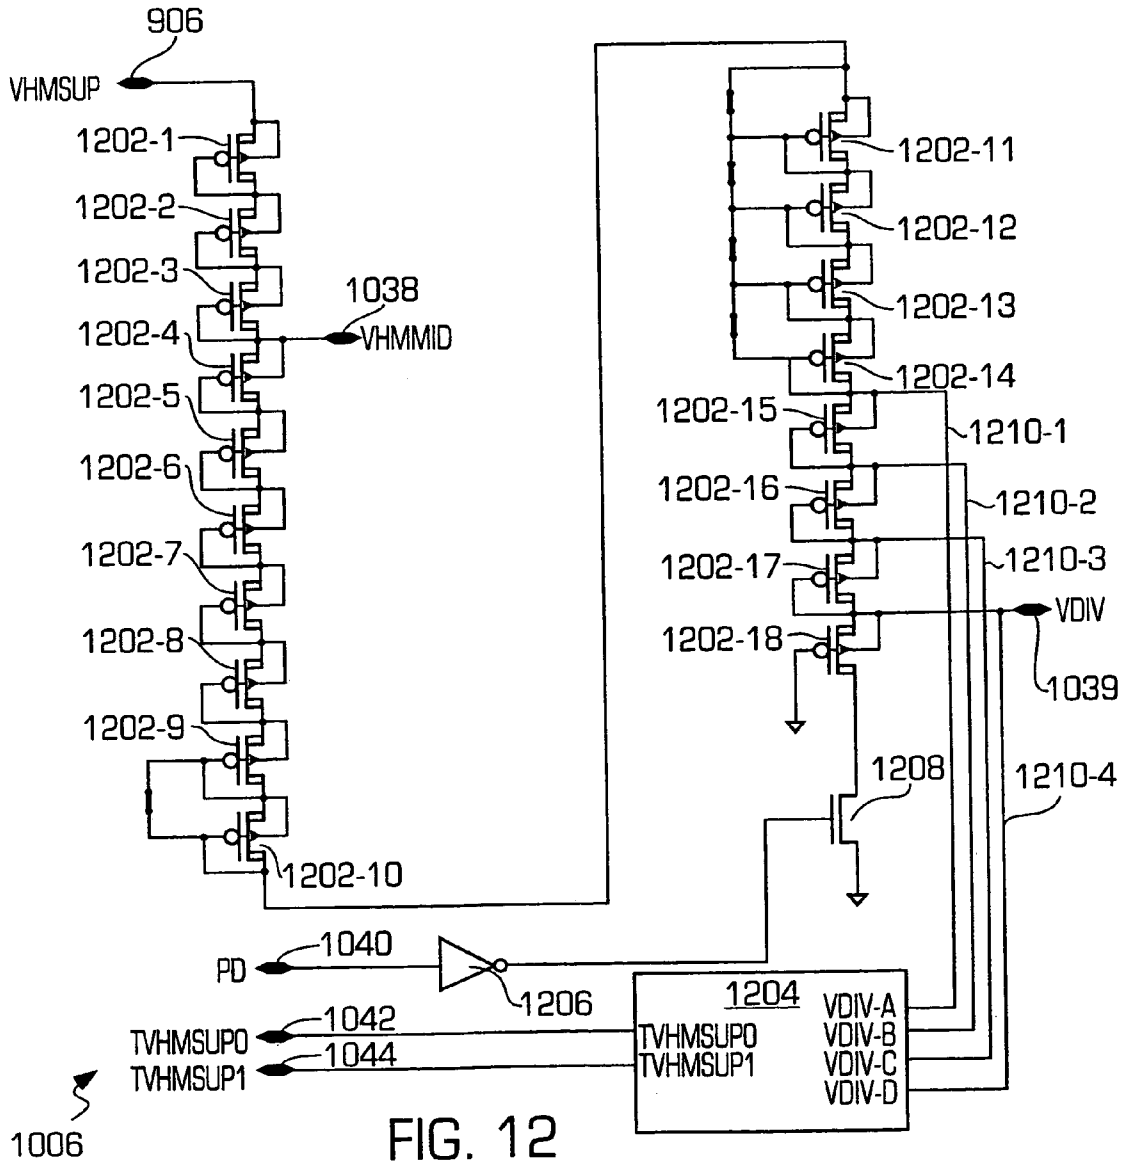 906
VHMSUP
1202-1
1202-2
1202-3
1038
VHMMID
1202-4
1202-5
1202-6
1202-7
1202-8
1202-9
1202-10
1202-11
1202-12
1202-13
1202-14
1202-15
1210-1
1202-16
1210-2
1202-17
1210-3
VDIV
1202-18
1039
1208
1210-4
PD
1040
1206
1204
VDIV-A
VDIV-B
VDIV-C
VDIV-D
TVHMSUP0
1042
TVHMSUP0
TVHMSUP1
1044
TVHMSUP1
1006
FIG. 12